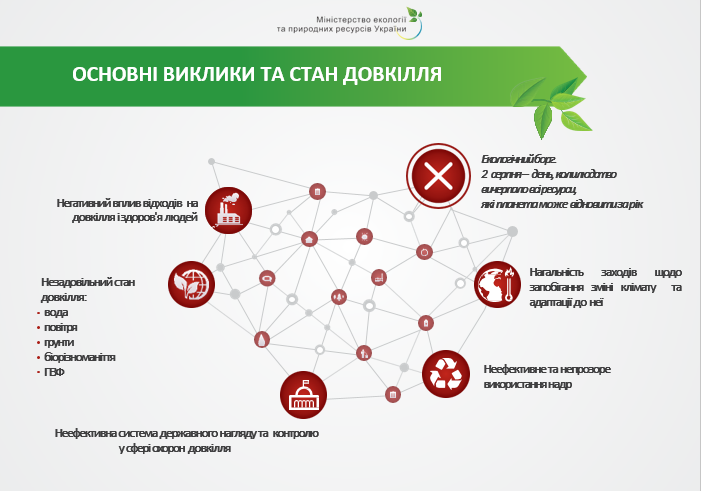 Міністерство екології
та природних ресурсів України
ОСНОВНІ ВИКЛИКИ ТА СТАН ДОВКІЛЛЯ
Екологічний борг.
2 серпня – день, коли людство
вичерпало всі ресурси,
які планета може відновити за рік
Негативний вплив відходів на
довкілля і здоров'я людей
Нагальність заходів щодо
запобігання зміні клімату та
адаптації до неї
Незадовільний стан
довкілля:
• вода
• повітря
• ґрунти
• біорізноманіття
• ПЗФ
Неефективне та непрозоре
використання надр
Неефективна система державного нагляду та контролю
у сфері охорон довкілля